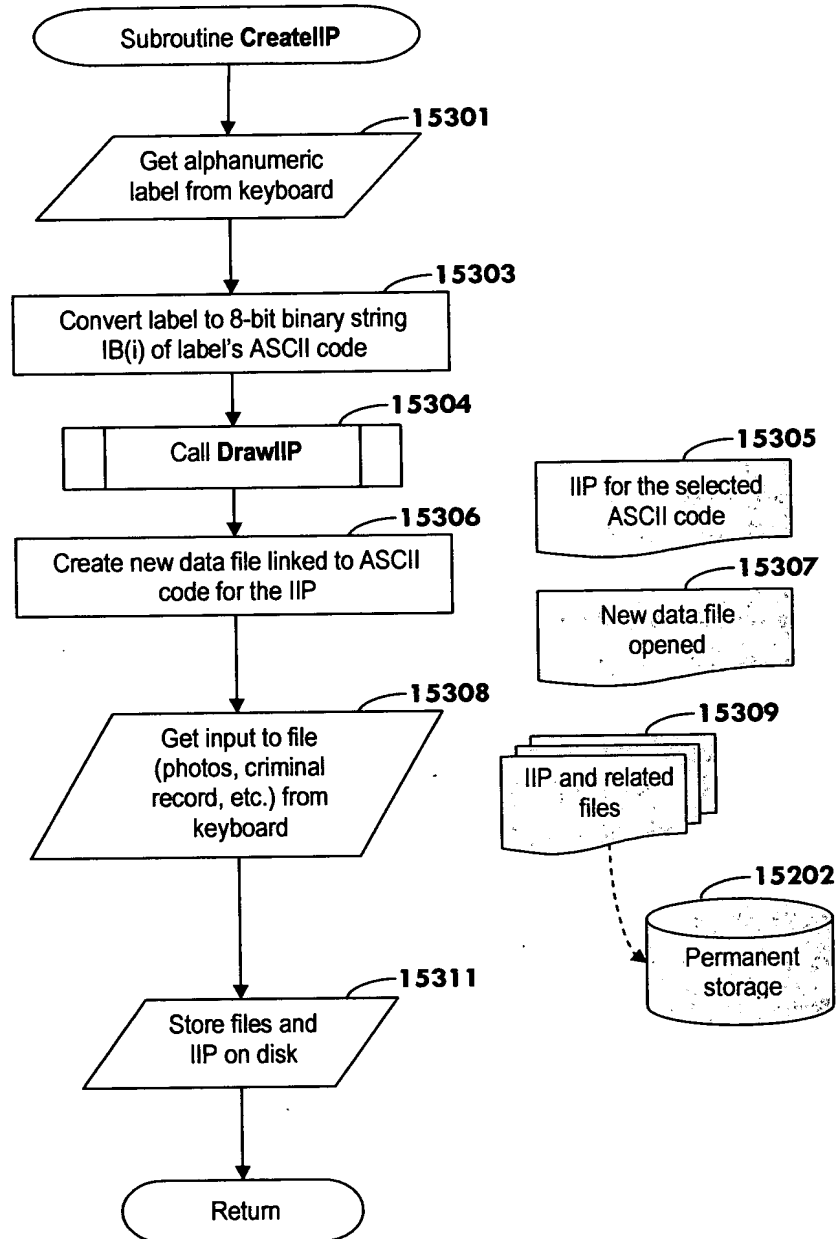 Subroutine CreateIIP
15301
Get alphanumeric
label from keyboard
15303
Convert label to 8-bit binary string
IB(i) of label's ASCII code
15304
Call DrawIIP
15305
IIP for the selected
ASCII code
15306
Create new data file linked to ASCII
code for the IIP
15307
New data file
opened
15308
Get input to file
(photos, criminal
record, etc.) from
keyboard
15309
IIP and related
files
15202
Permanent
storage
15311
Store files and
IIP on disk
Return